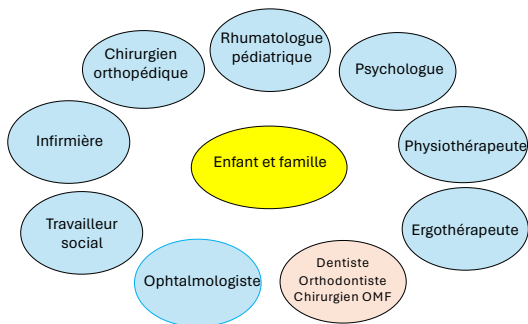 Rhumatologue
pédiatrique
Chirurgien
orthopédique
Psychologue
Infirmière
Physiothérapeute
Enfant et famille
Travailleur
social
Ergothérapeute
Ophtalmologiste
Dentiste
Orthodontiste
Chirurgien OMF